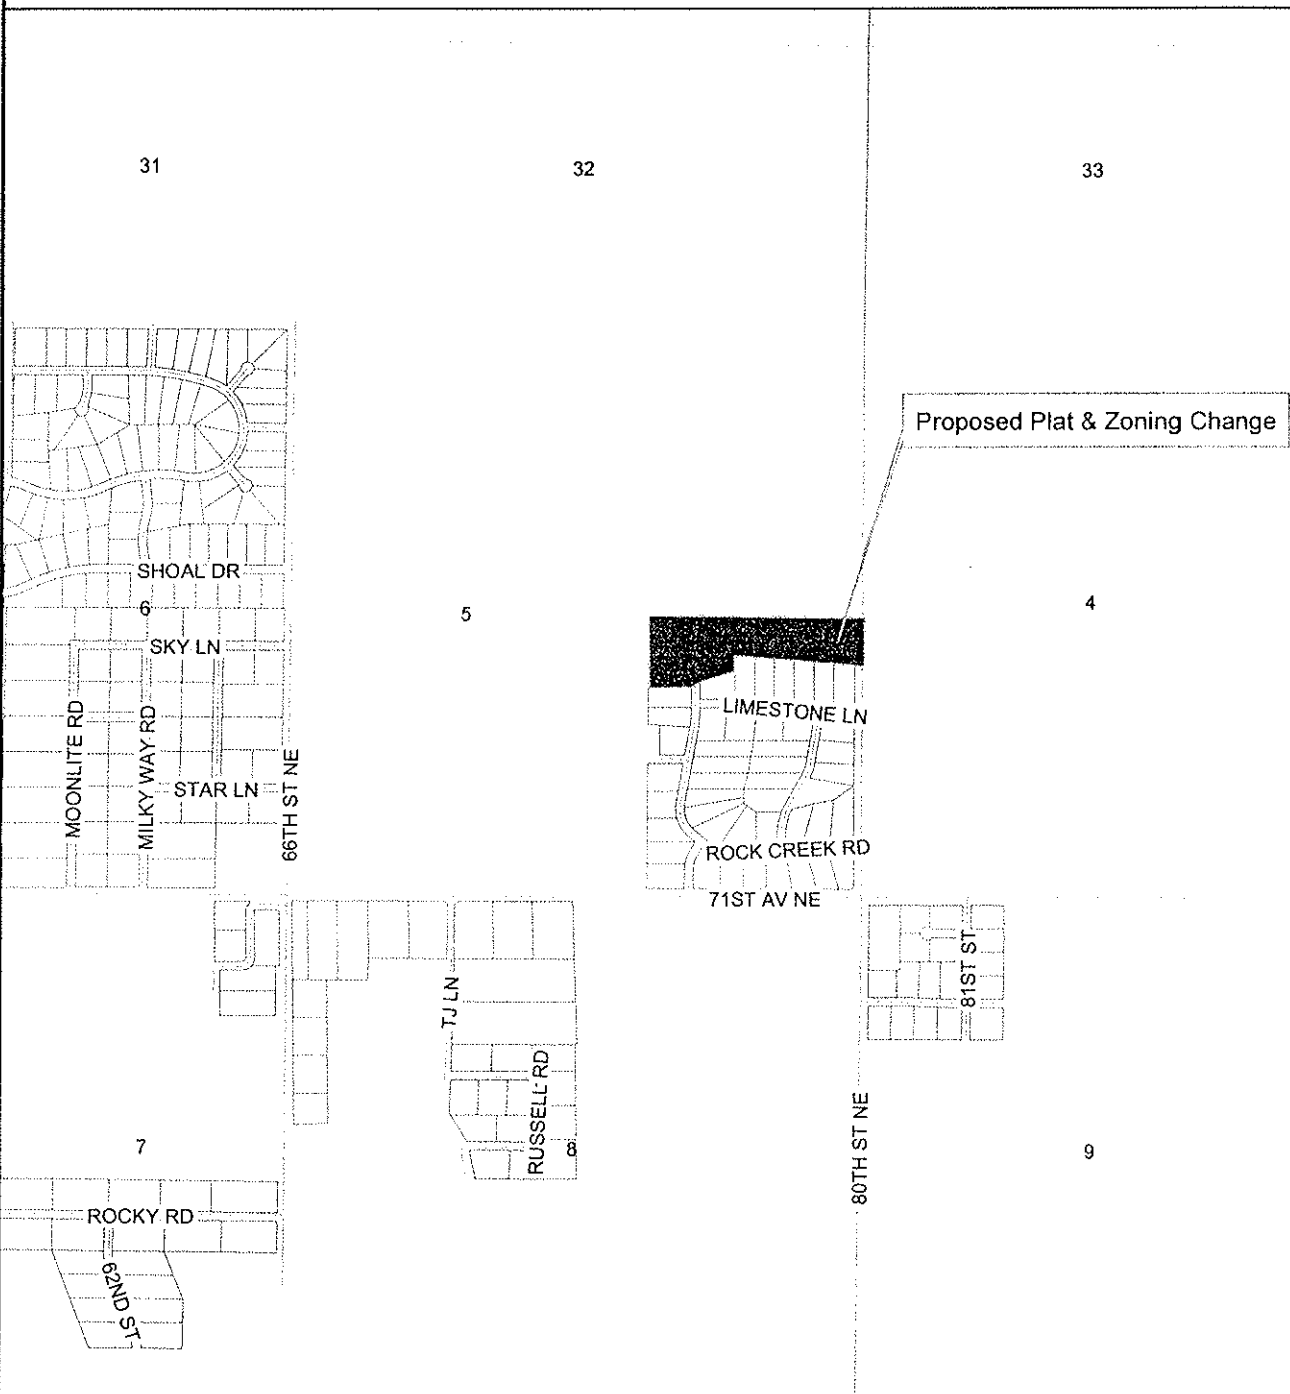 31
32
33
Proposed Plat & Zoning Change
SHOAL DR
6
5
4
SKY LN
MOONLITE RD
MILKY WAY RD
LIMESTONE LN
STAR LN
66TH ST NE
ROCK CREEK RD
71ST AV NE
81ST ST
TJ LN
RUSSELL RD
80TH ST NE
7
8
9
ROCKY RD
62ND ST